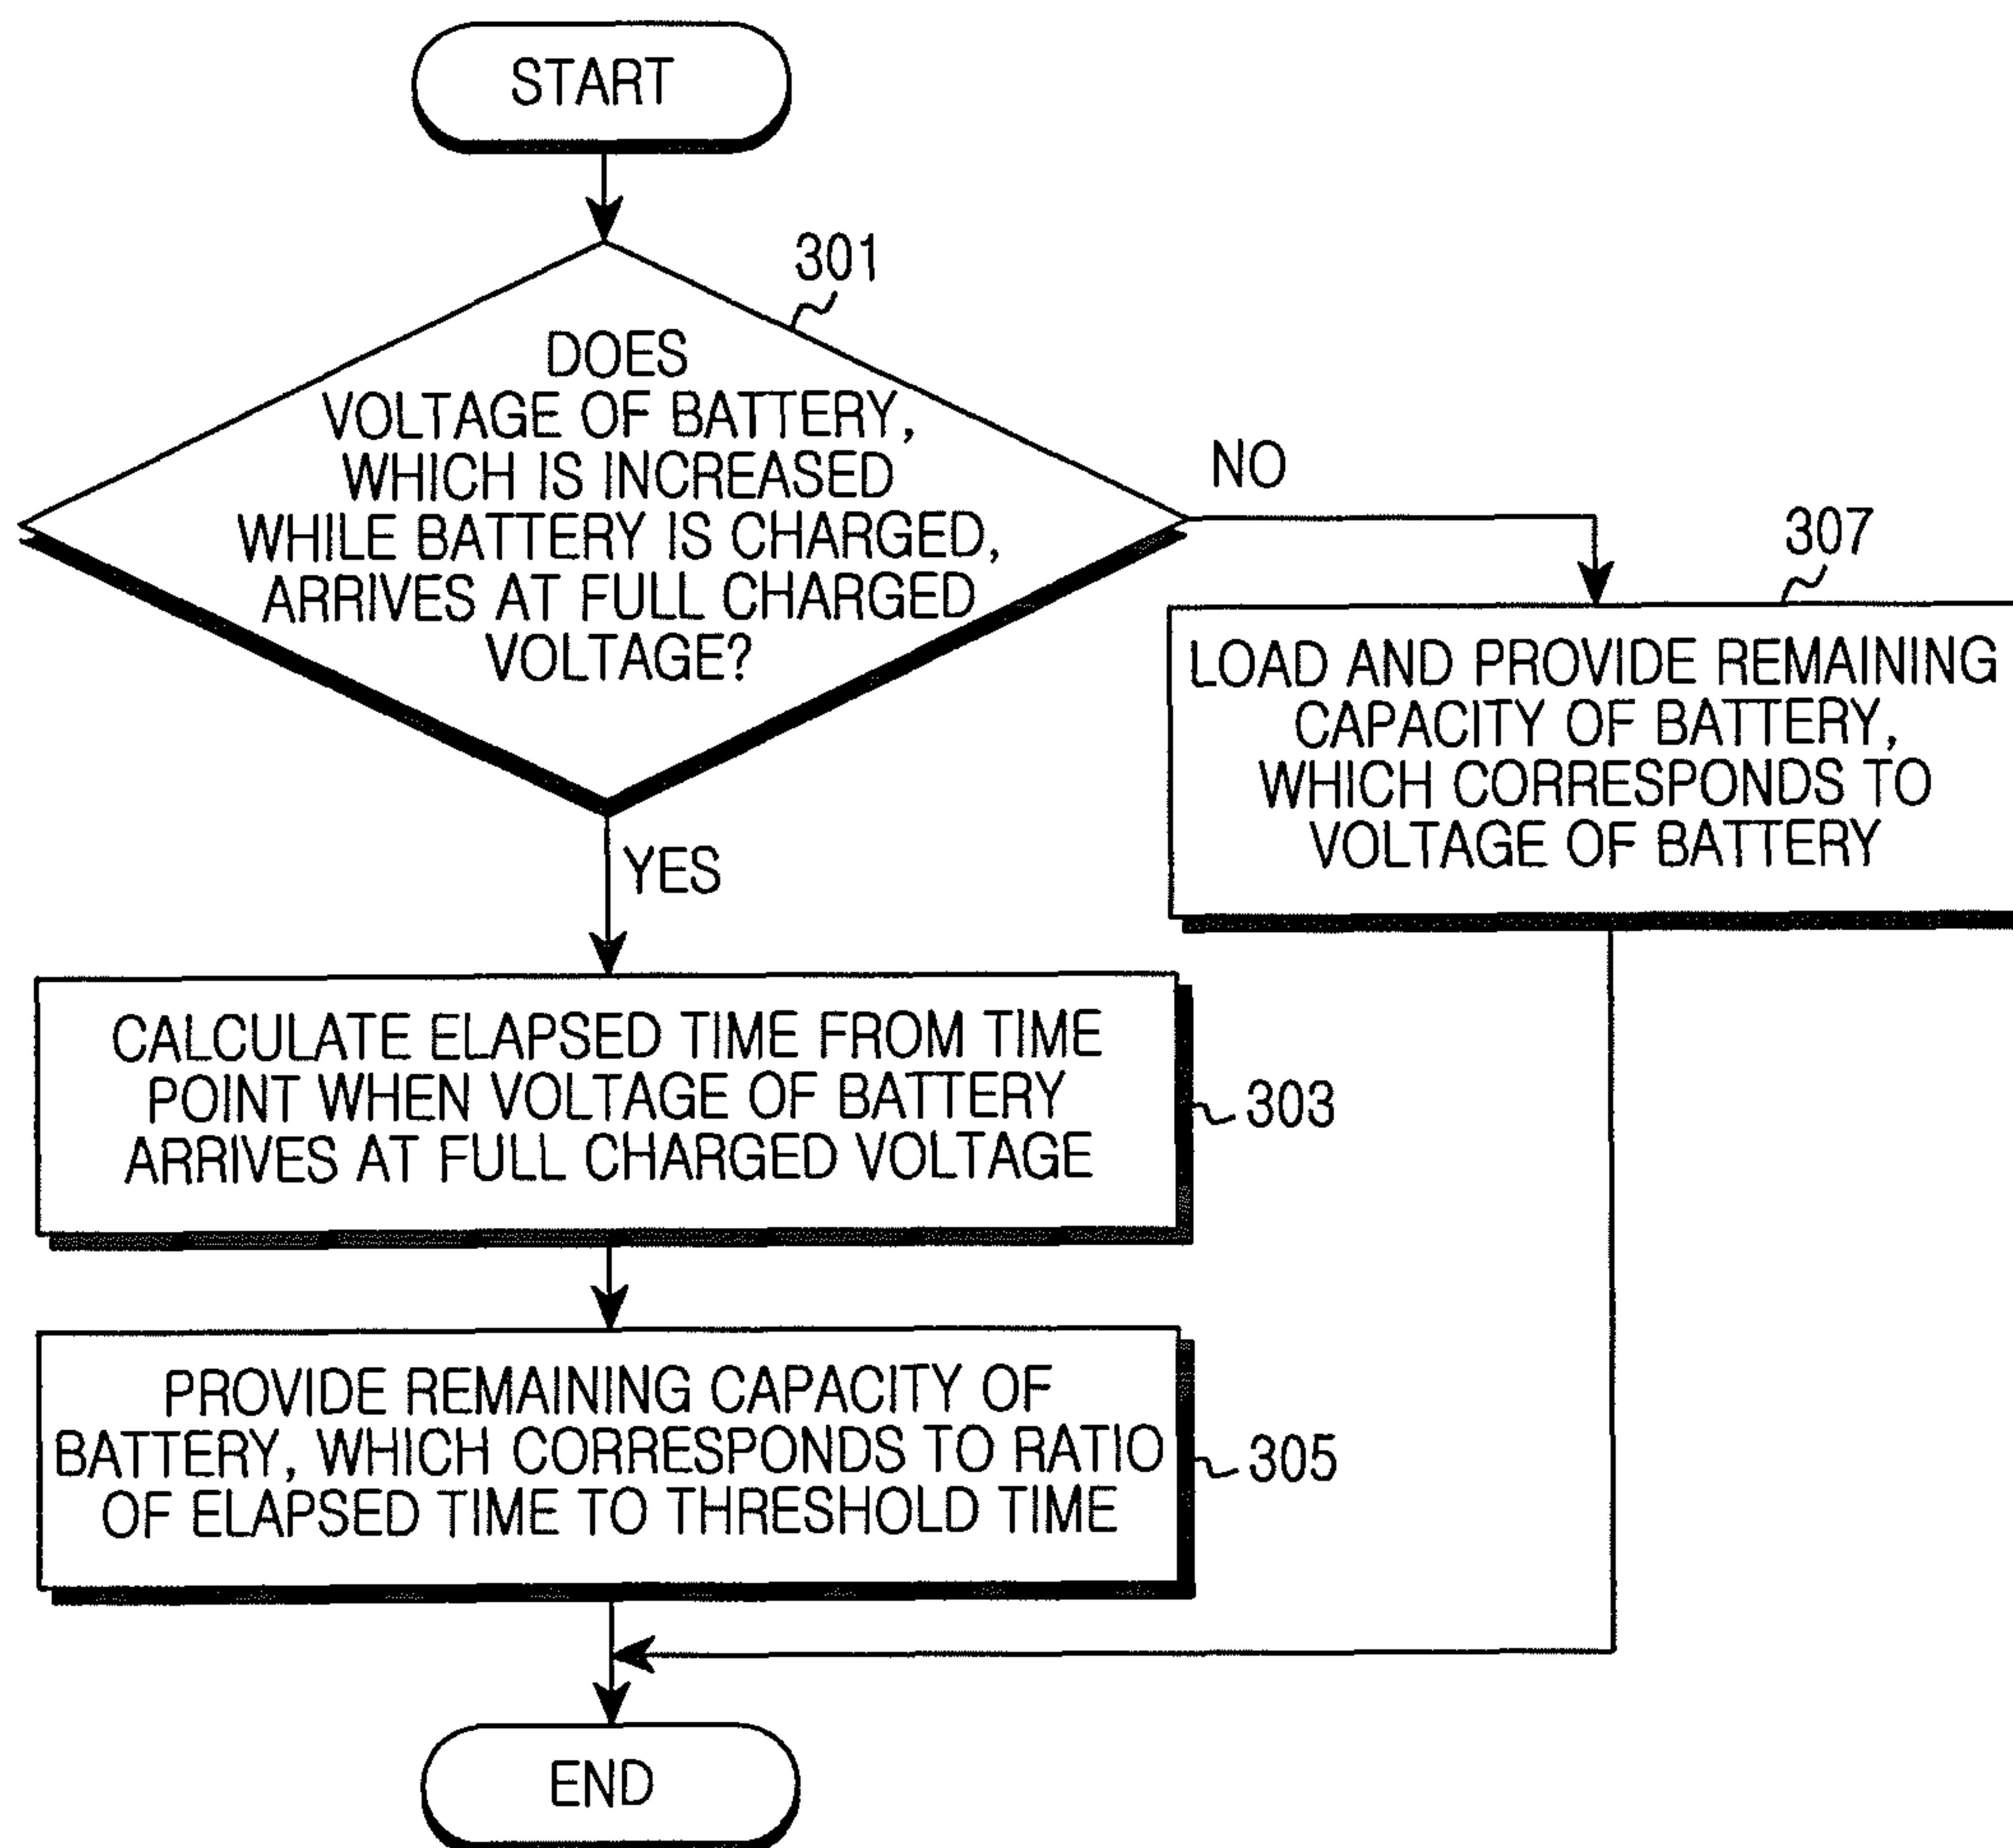 START
301
DOES
VOLTAGE OF BATTERY,
WHICH IS INCREASED
WHILE BATTERY IS CHARGED,
ARRIVES AT FULL CHARGED
VOLTAGE?
NO
307
LOAD AND PROVIDE REMAINING
CAPACITY OF BATTERY,
WHICH CORRESPONDS TO
VOLTAGE OF BATTERY
YES
CALCULATE ELAPSED TIME FROM TIME
POINT WHEN VOLTAGE OF BATTERY
ARRIVES AT FULL CHARGED VOLTAGE
303
PROVIDE REMAINING CAPACITY OF
BATTERY, WHICH CORRESPONDS TO RATIO
OF ELAPSED TIME TO THRESHOLD TIME
305
END